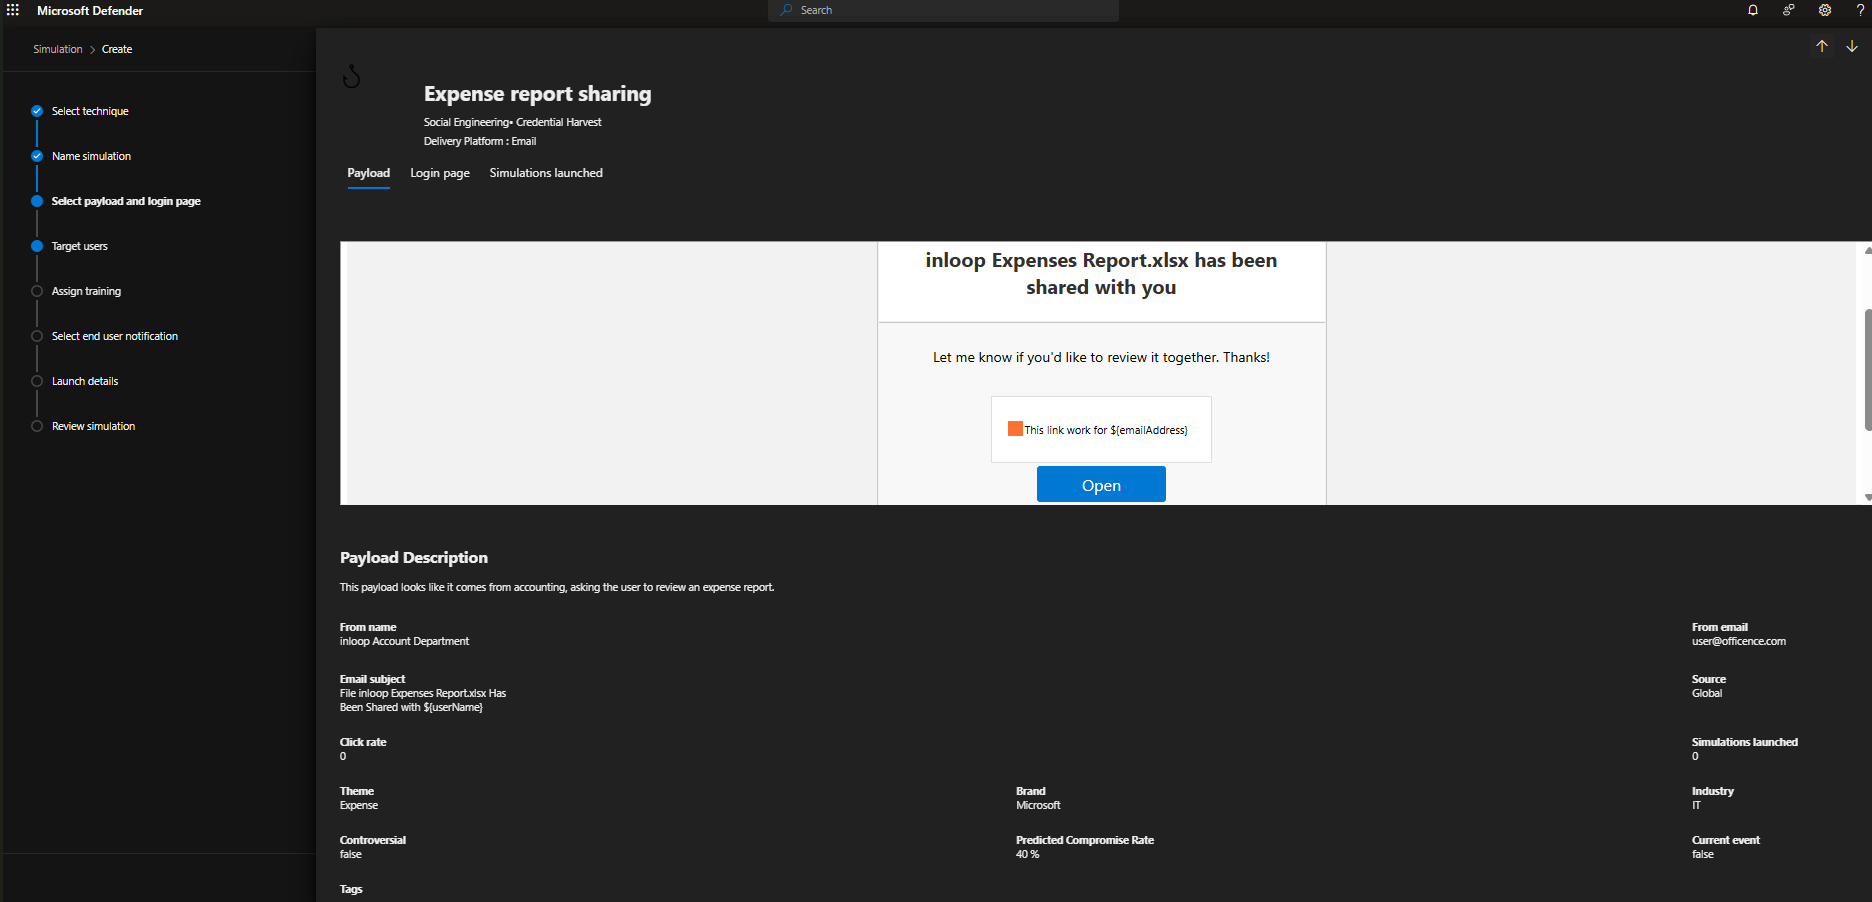 Microsoft Defender
Search
?
Simulation > Create
Select technique
Name simulation
Select payload and login page
Target users
Assign training
Select end user notification
Launch details
Review simulation
Expense report sharing
Social Engineering• Credential Harvest
Delivery Platform : Email
Payload Login page Simulations launched
inloop Expenses Report.xlsx has been
shared with you
Let me know if you'd like to review it together. Thanks!
This link work for ${emailAddress}
Open
Payload Description
This payload looks like it comes from accounting, asking the user to review an expense report.
From name
inloop Account Department
From email
user@officence.com
Email subject
File inloop Expenses Report.xlsx Has
Been Shared with ${userName}
Source
Global
Click rate
0
Simulations launched
0
Theme
Expense
Brand
Microsoft
Industry
IT
Controversial
false
Predicted Compromise Rate
40 %
Current event
false
Tags